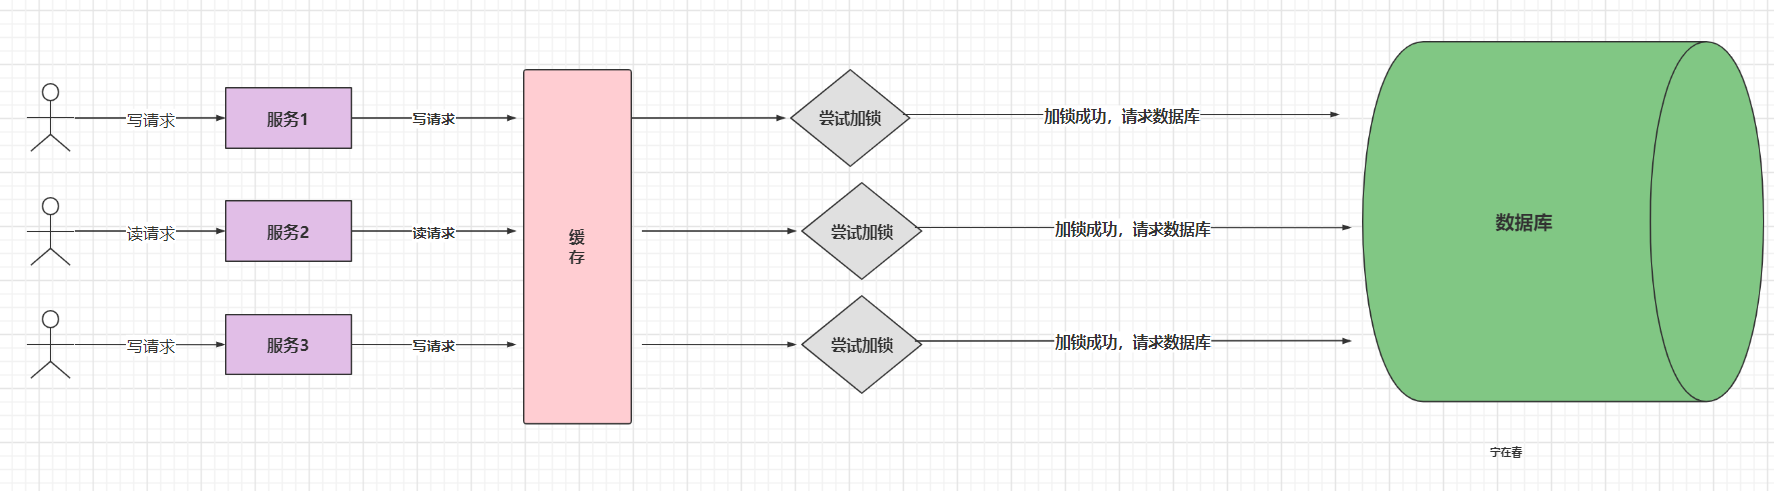 写请求
服务1
写请求
尝试加锁
加锁成功，请求数据库
读请求
服务2
读请求
尝试加锁
加锁成功，请求数据库
缓
存
数据库
写请求
服务3
写请求
尝试加锁
加锁成功，请求数据库
宁在春